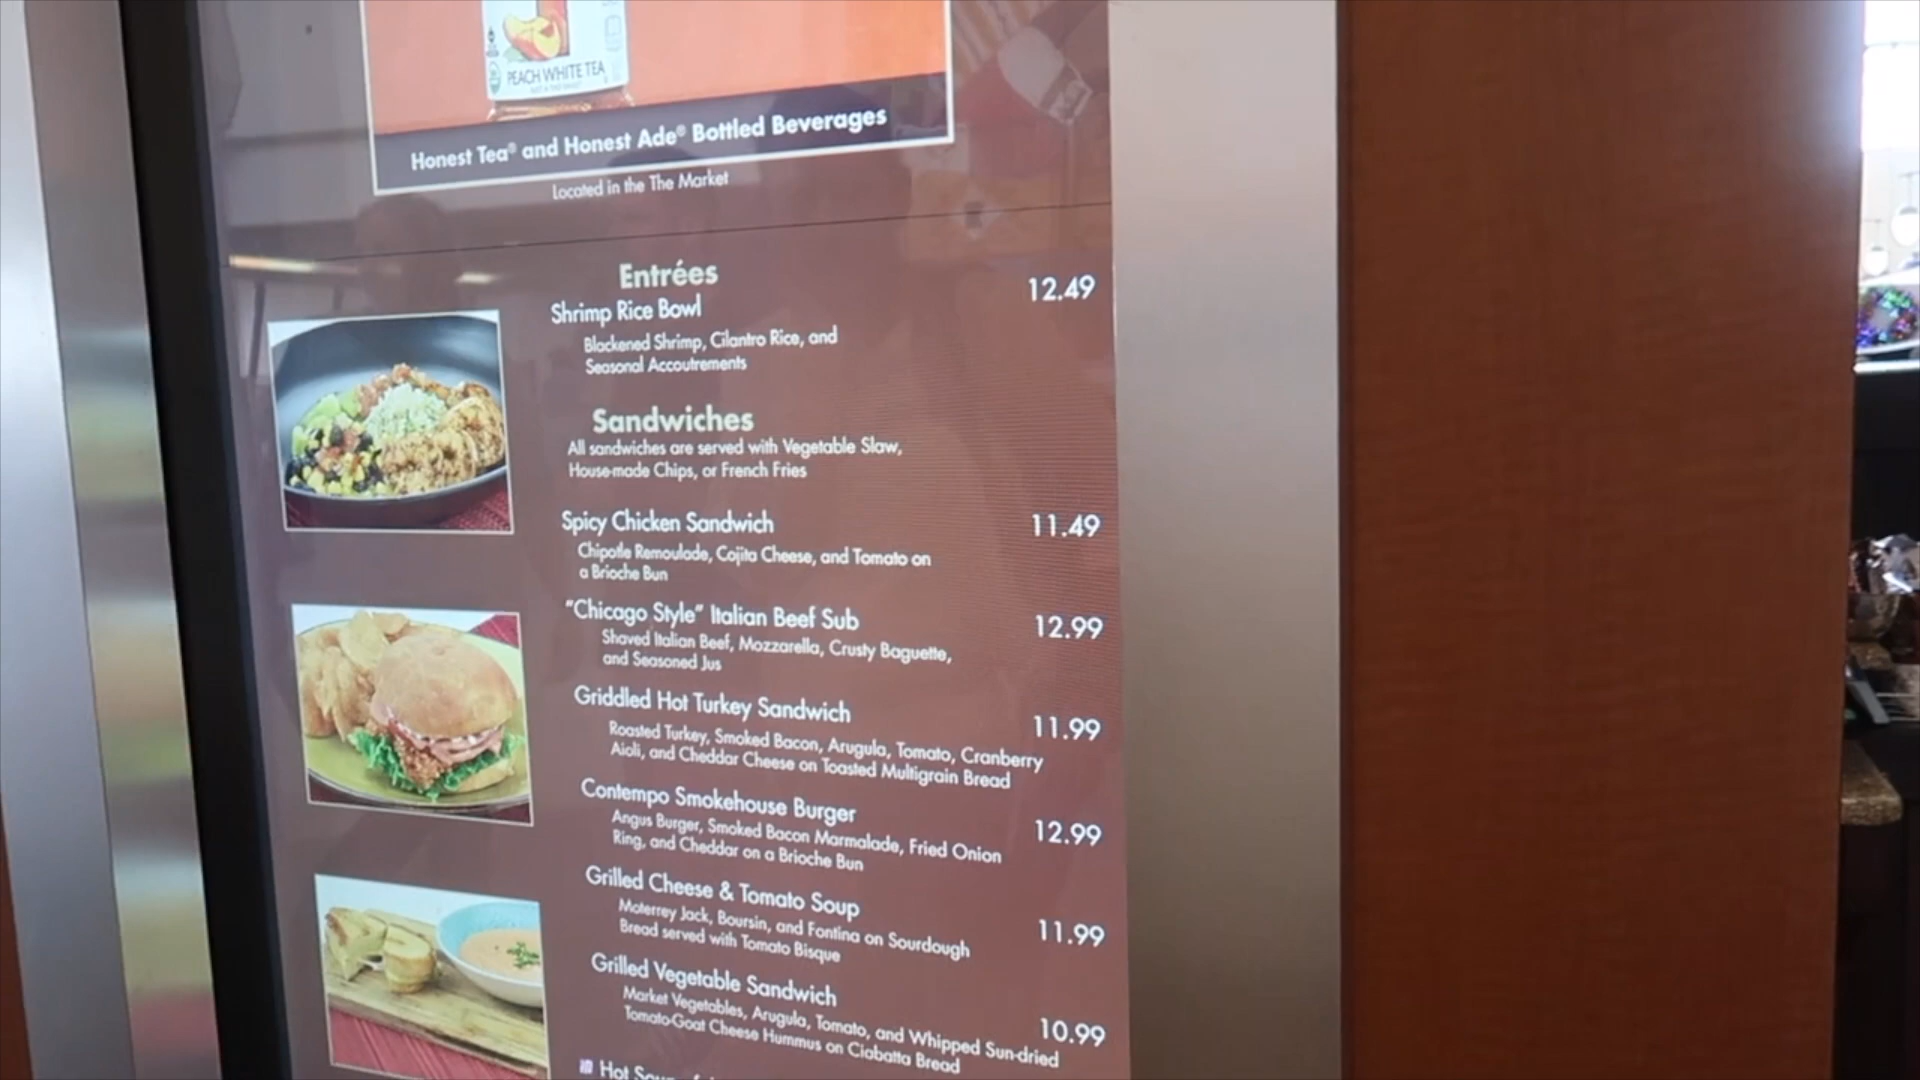 PEACH WHITE TEA
Honest Tea® and Honest Ade® Bottled Beverages
Located in the The Market
Entrées
Shrimp Rice Bowl 12.49
Blackened Shrimp, Cilantro Rice, and
Seasonal Accoutrements
Sandwiches
All sandwiches are served with Vegetable Slaw,
House-made Chips, or French Fries
Spicy Chicken Sandwich 11.49
Chipotle Remoulade, Cojita Cheese, and Tomato on
a Brioche Bun
"Chicago Style" Italian Beef Sub 12.99
Shaved Italian Beef, Mozzarella, Crusty Baguette,
and Seasoned Jus
Griddled Hot Turkey Sandwich 11.99
Roasted Turkey, Smoked Bacon, Arugula, Tomato, Cranberry
Aioli, and Cheddar Cheese on Toasted Multigrain Bread
Contempo Smokehouse Burger 12.99
Angus Burger, Smoked Bacon Marmalade, Fried Onion
Ring, and Cheddar on a Brioche Bun
Grilled Cheese & Tomato Soup 11.99
Moterrey Jack, Boursin, and Fontina on Sourdough
Bread served with Tomato Bisque
Grilled Vegetable Sandwich 10.99
Market Vegetables, Arugula, Tomato, and Whipped Sun-dried
Tomato-Goat Cheese Hummus on Ciabatta Bread
Hot